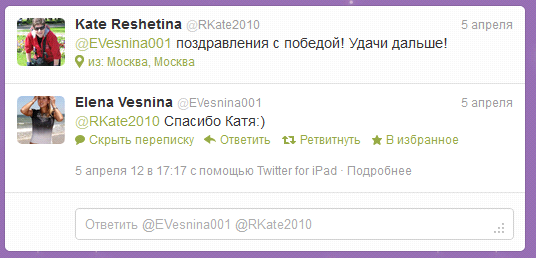 Kate Reshetina @RKate2010 5 апреля
@EVesnina001 поздравления с победой! Удачи дальше!
из: Москва, Москва
Elena Vesnina @EVesnina001 5 апреля
@RKate2010 Спасибо Катя:)
Скрыть переписку Ответить Ретвитнуть В избранное
5 апреля 12 в 17:17 с помощью Twitter for iPad · Подробнее
Ответить @EVesnina001 @RKate2010